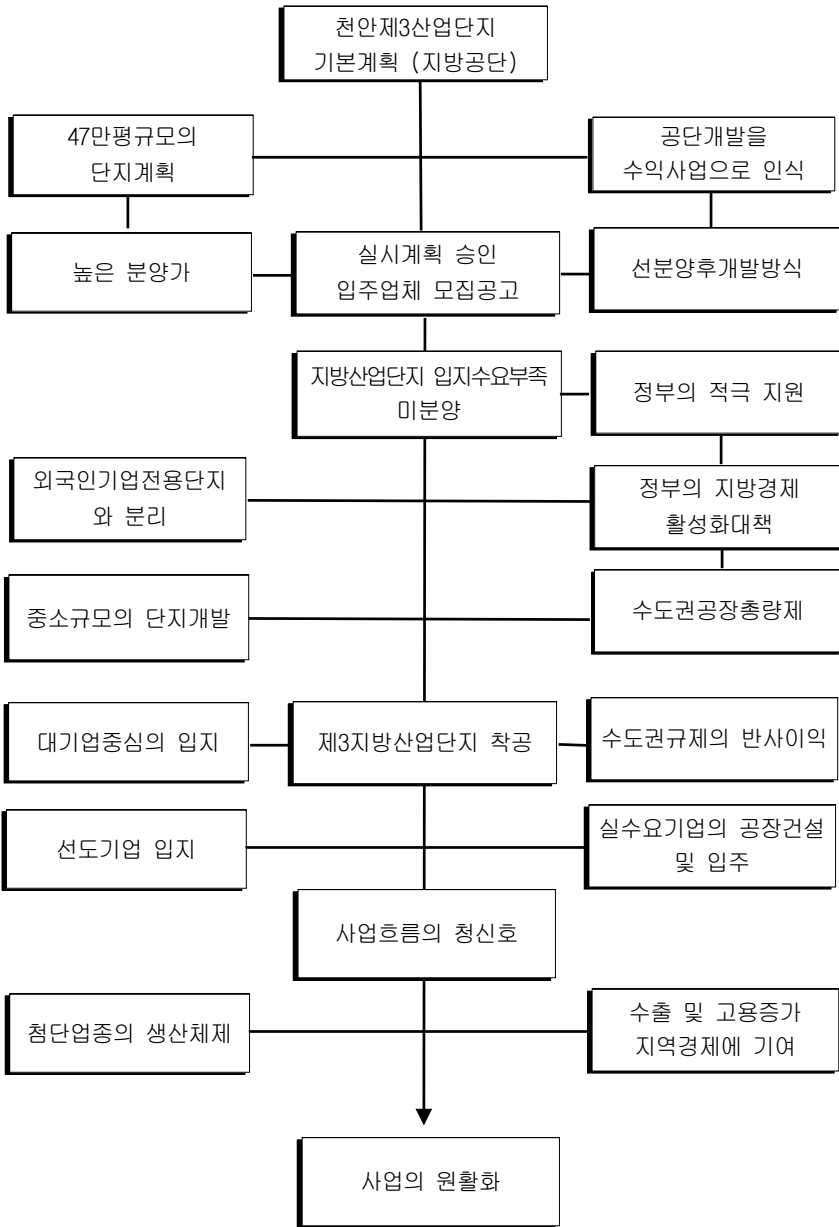 천안제3산업단지
기본계획 (지방공단)
47만평규모의
단지계획
공단개발을
수익사업으로 인식
높은 분양가
실시계획 승인
입주업체 모집공고
선분양후개발방식
지방산업단지 입지수요부족
미분양
정부의 적극 지원
외국인기업전용단지
와 분리
정부의 지방경제
활성화대책
중소규모의 단지개발
수도권공장총량제
대기업중심의 입지
제3지방산업단지 착공
수도권규제의 반사이익
선도기업 입지
실수요기업의 공장건설
및 입주
사업흐름의 청신호
첨단업종의 생산체제
수출 및 고용증가
지역경제에 기여
사업의 원활화